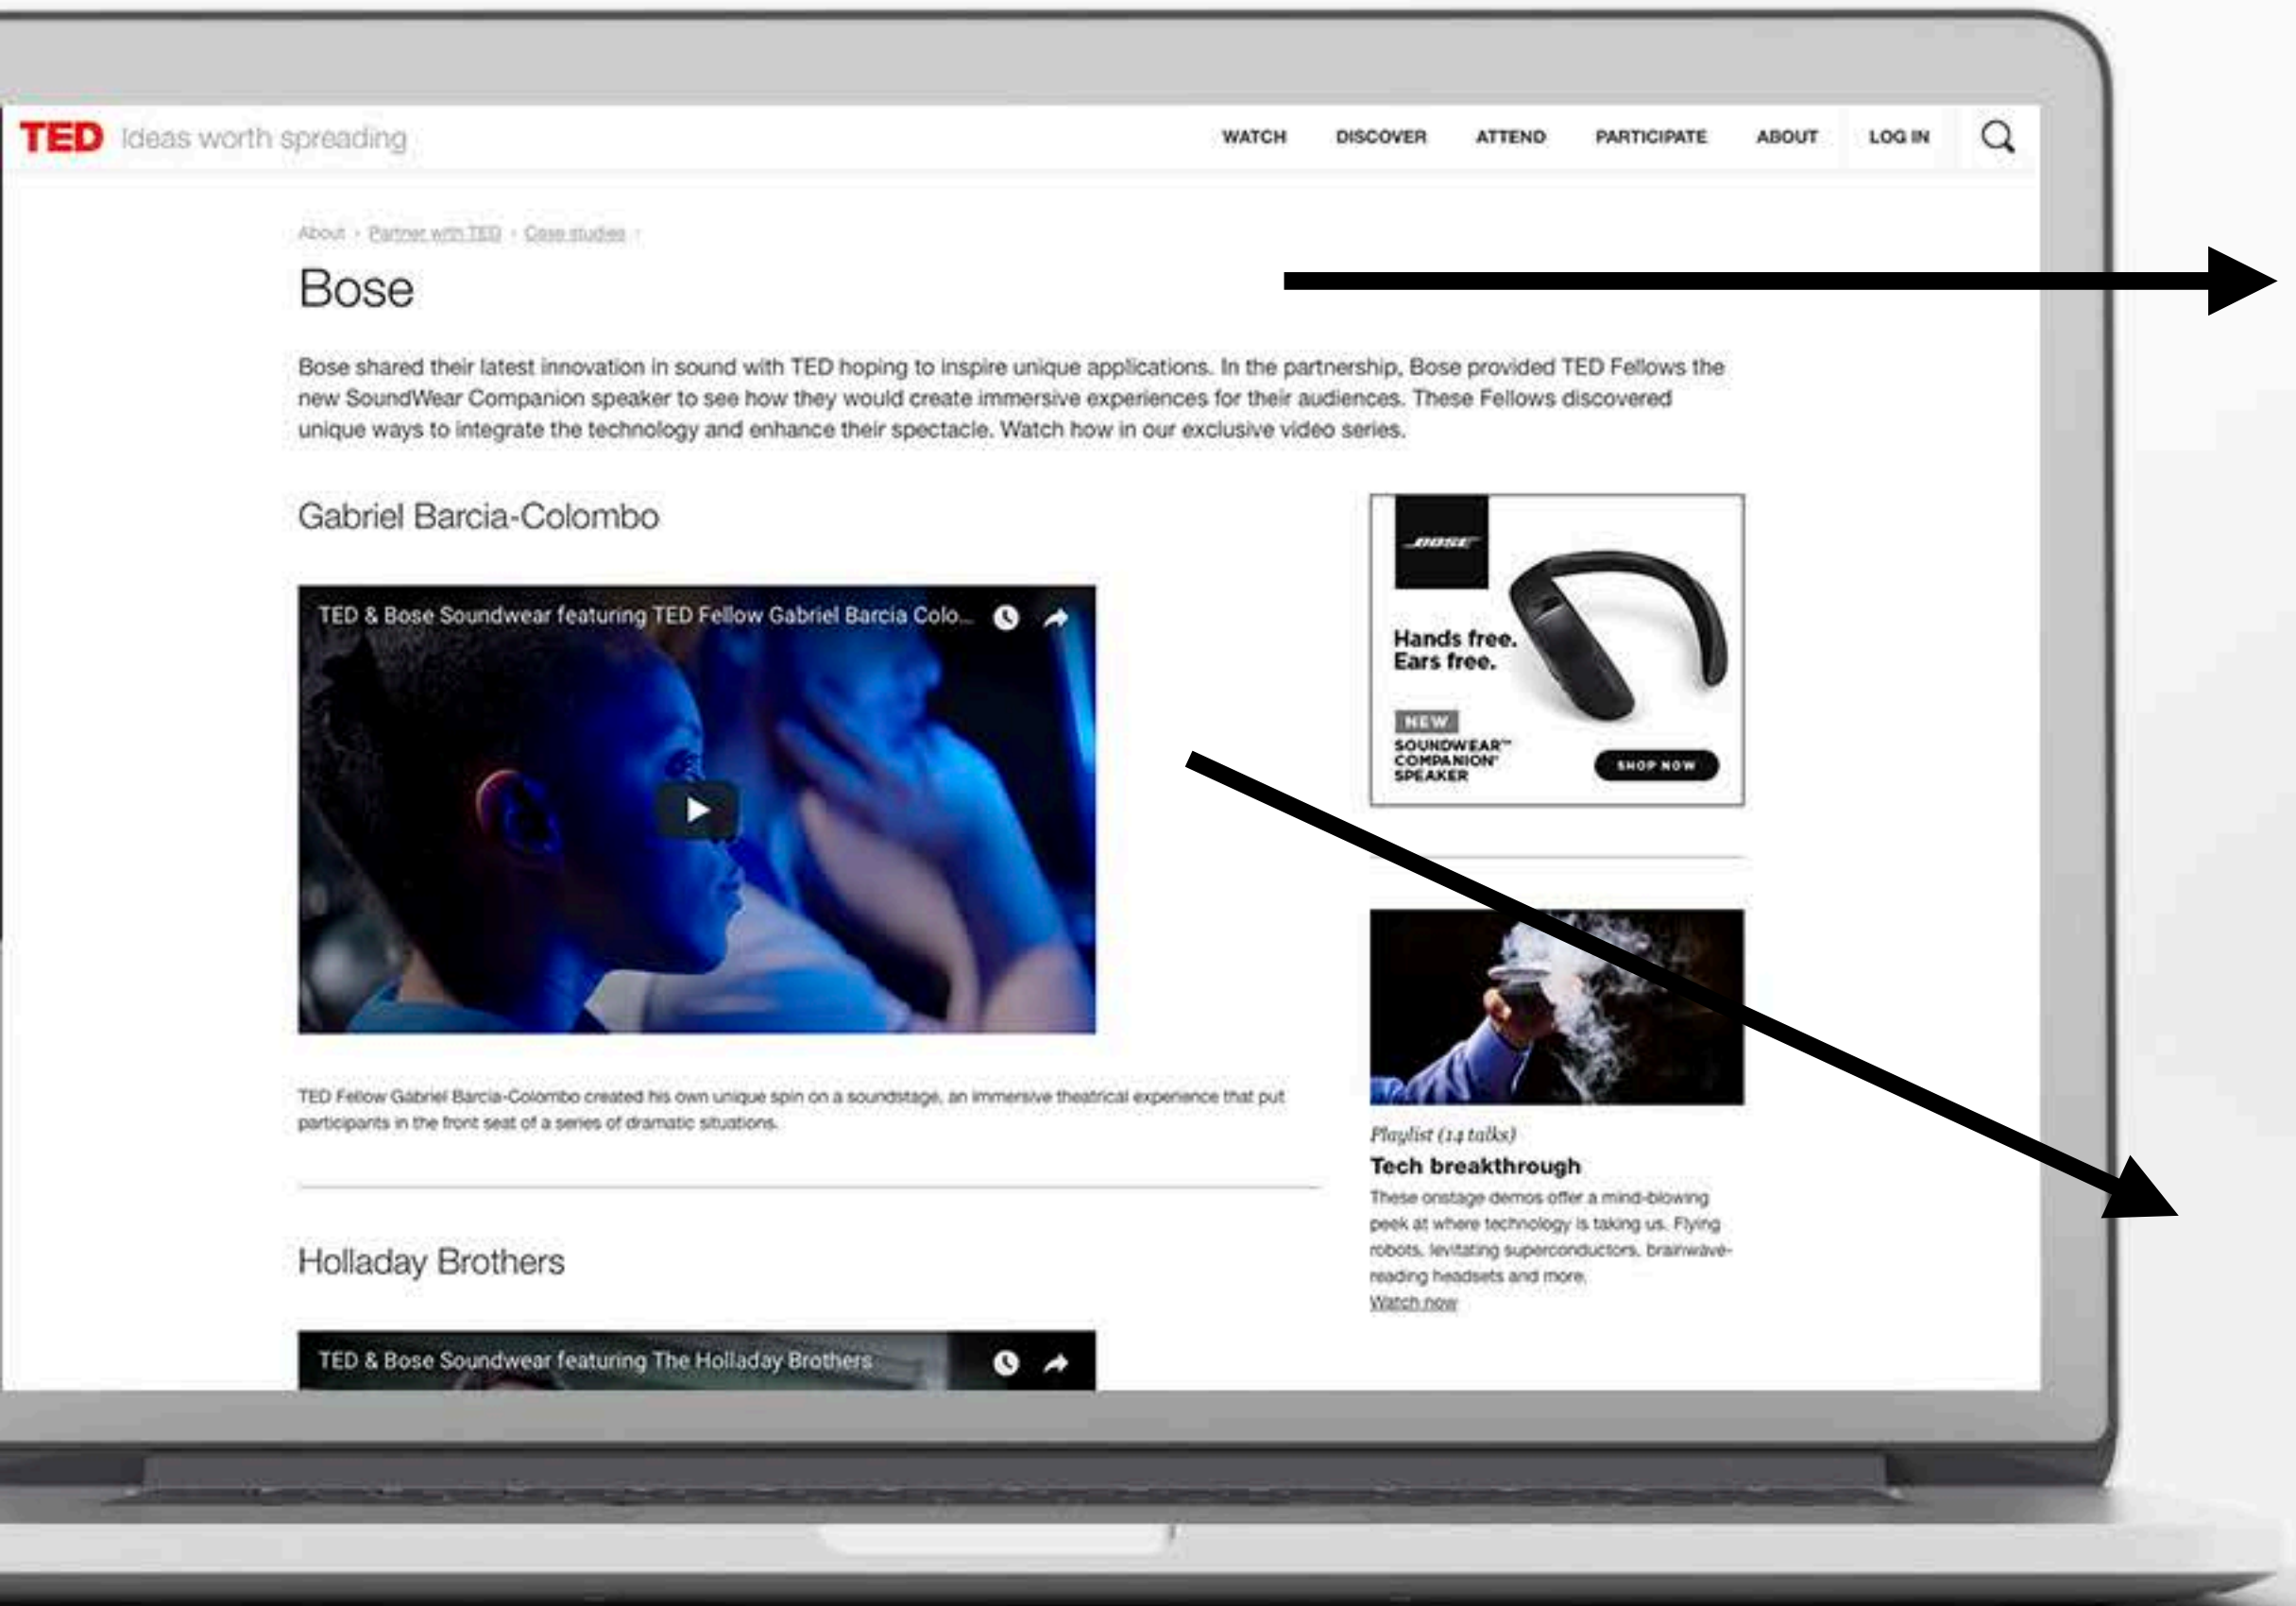 TED Ideas worth spreading
WATCH DISCOVER ATTEND PARTICIPATE ABOUT LOG IN
About › Partner with TED › Case studies ›
Bose
Bose shared their latest innovation in sound with TED hoping to inspire unique applications. In the partnership, Bose provided TED Fellows the
new SoundWear Companion speaker to see how they would create immersive experiences for their audiences. These Fellows discovered
unique ways to integrate the technology and enhance their spectacle. Watch how in our exclusive video series.
Gabriel Barcia-Colombo
TED & Bose Soundwear featuring TED Fellow Gabriel Barcia Colo...
TED Fellow Gabriel Barcia-Colombo created his own unique spin on a soundstage, an immersive theatrical experience that put
participants in the front seat of a series of dramatic situations.
Holladay Brothers
TED & Bose Soundwear featuring The Holladay Brothers
BOSE
Hands free.
Ears free.
NEW
SOUNDWEAR™
COMPANION®
SPEAKER
SHOP NOW
Playlist (14 talks)
Tech breakthrough
These onstage demos offer a mind-blowing
peek at where technology is taking us. Flying
robots, levitating superconductors, brainwave-
reading headsets and more.
Watch now